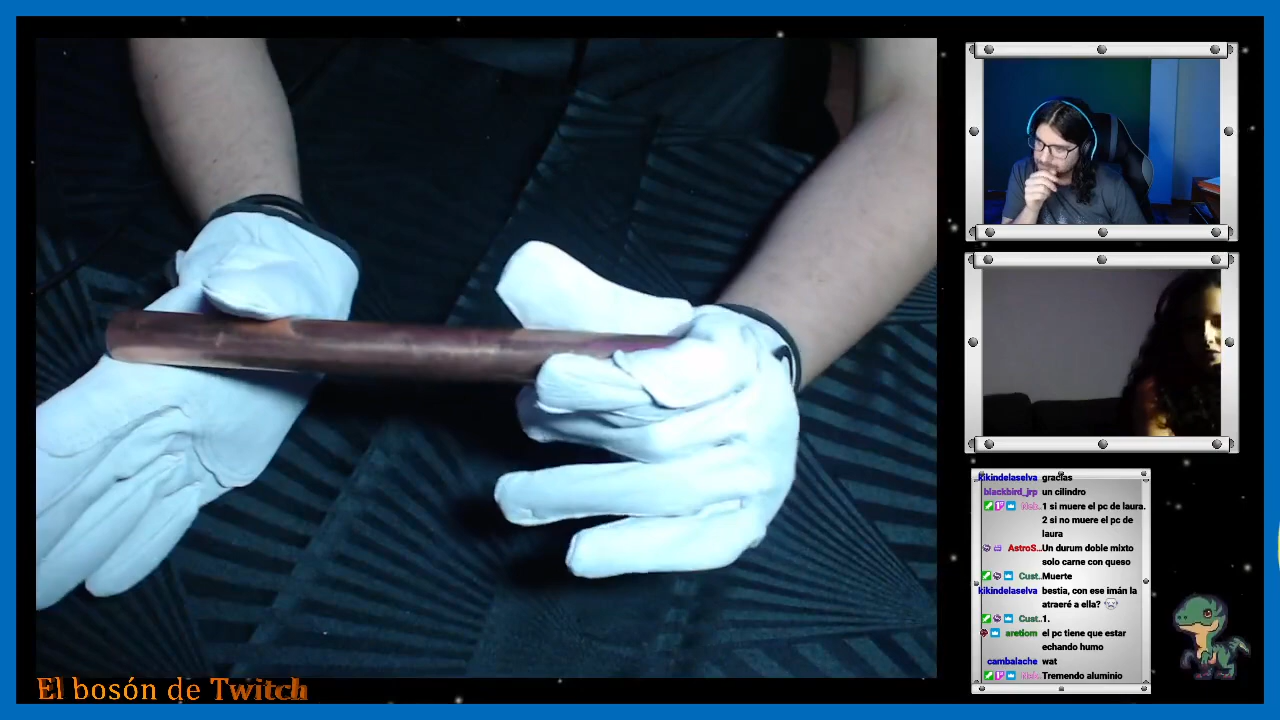 kikindelaselva gracias
blackbird_jrp un cilindro
1 si muere el pc de laura.
2 si no muere el pc de
laura
AstroS... Un durum doble mixto
solo carne con queso
Cust... Muerte
kikindelaselva bestia, con ese imán la
atraeré a ella?
Cust... 1.
aretiom el pc tiene que estar
echando humo
cambalache wat
Tremendo aluminio
El bosón de Twitch